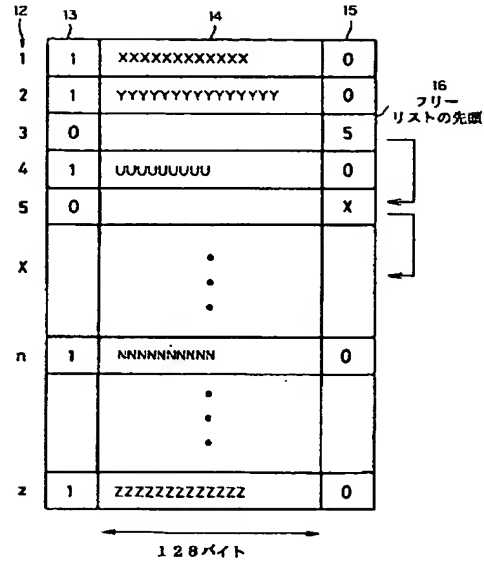 12 13 14 15
1 1 XXXXXXXXXXXX 0
2 1 YYYYYYYYYYYYYYYY 0
16
フリー
リストの先頭
3 0 5
4 1 UUUUUUUUU 0
5 0 X
X
n 1 NNNNNNNNNN 0
z 1 ZZZZZZZZZZZZZ 0
128バイト